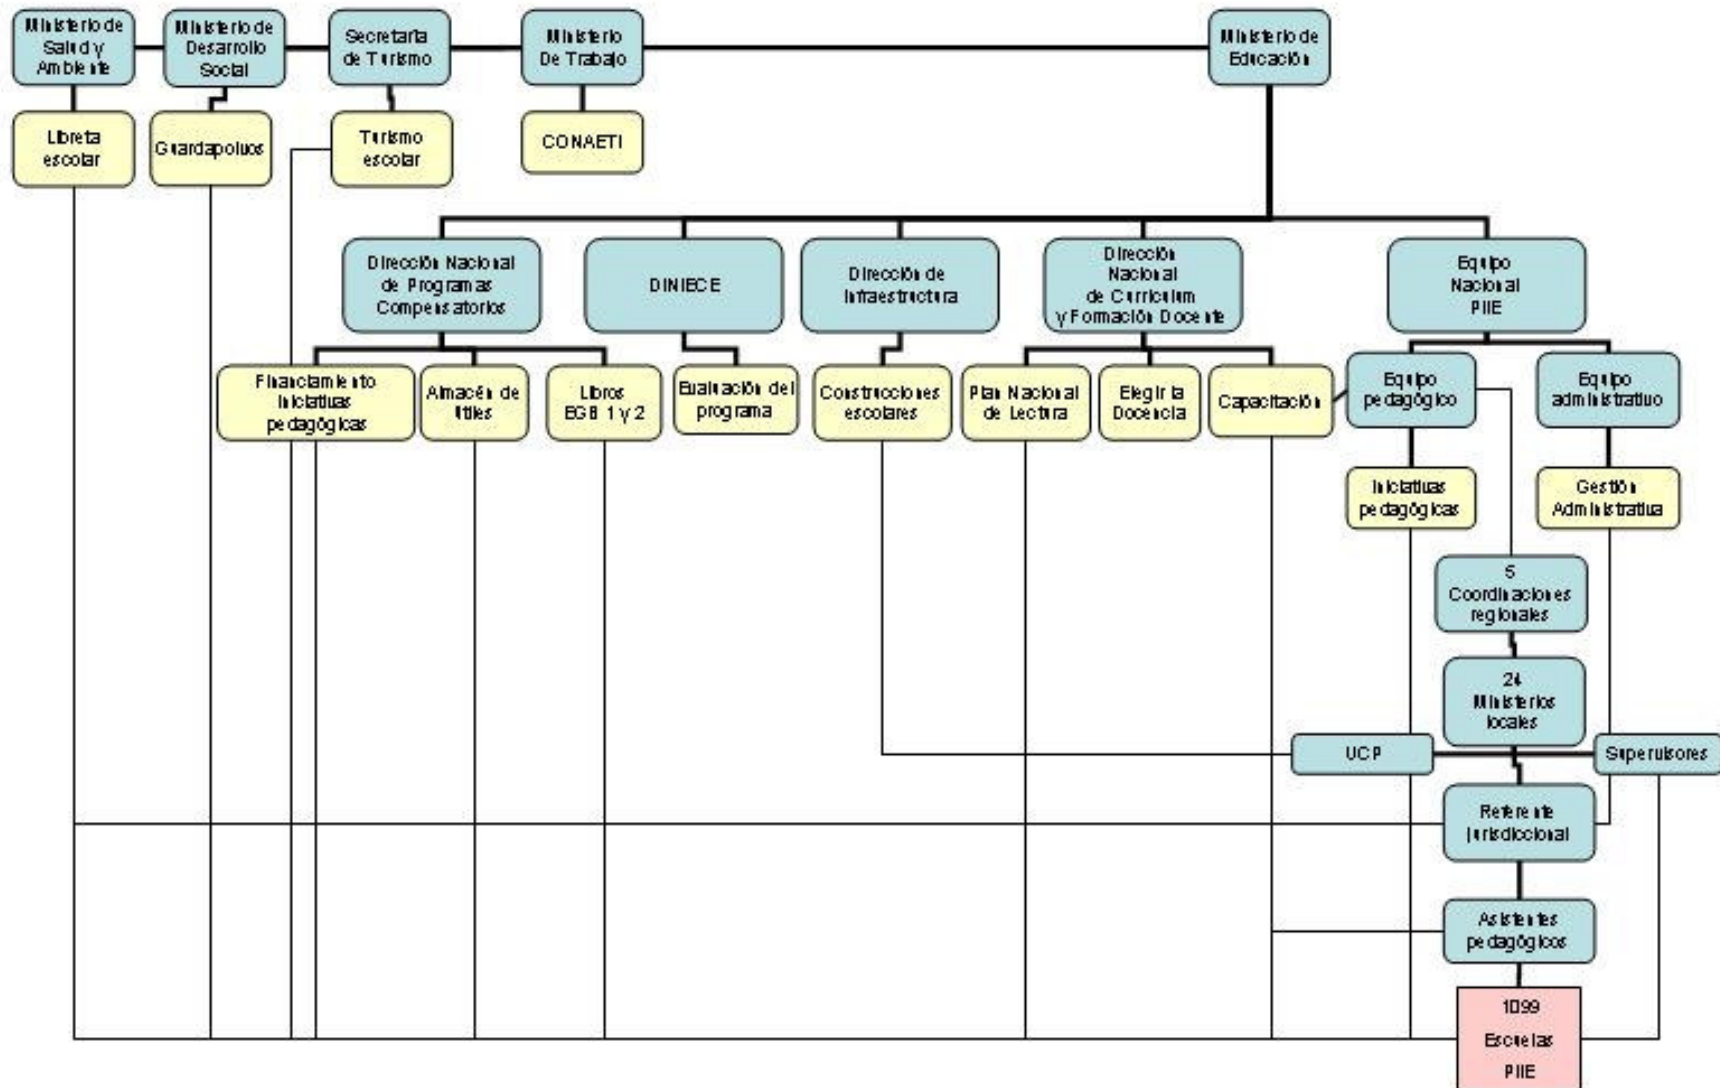 Ministerio de
Salud y
Ambiente
Ministerio de
Desarrollo
Social
Secretaría
de Turismo
Ministerio
De Trabajo
Ministerio de
Educación
Libreta
escolar
Guardapolvos
Turismo
escolar
CONAETI
Dirección Nacional
de Programas
Compensatorios
DINIECE
Dirección de
Infraestructura
Dirección
Nacional
de Curriculum
y Formación Docente
Equipo
Nacional
PIIE
Financiamiento
iniciativas
pedagógicas
Almacén de
útiles
Libros
EGB 1 y 2
Evaluación del
programa
Construcciones
escolares
Plan Nacional
de Lectura
Elegir la
Docencia
Capacitación
Equipo
pedagógico
Equipo
administrativo
Iniciativas
pedagógicas
Gestión
Administrativa
5
Coordinaciones
regionales
24
Ministerios
locales
UCP
Supervisores
Referente
jurisdiccional
Asistentes
pedagógicos
1099
Escuelas
PIIE